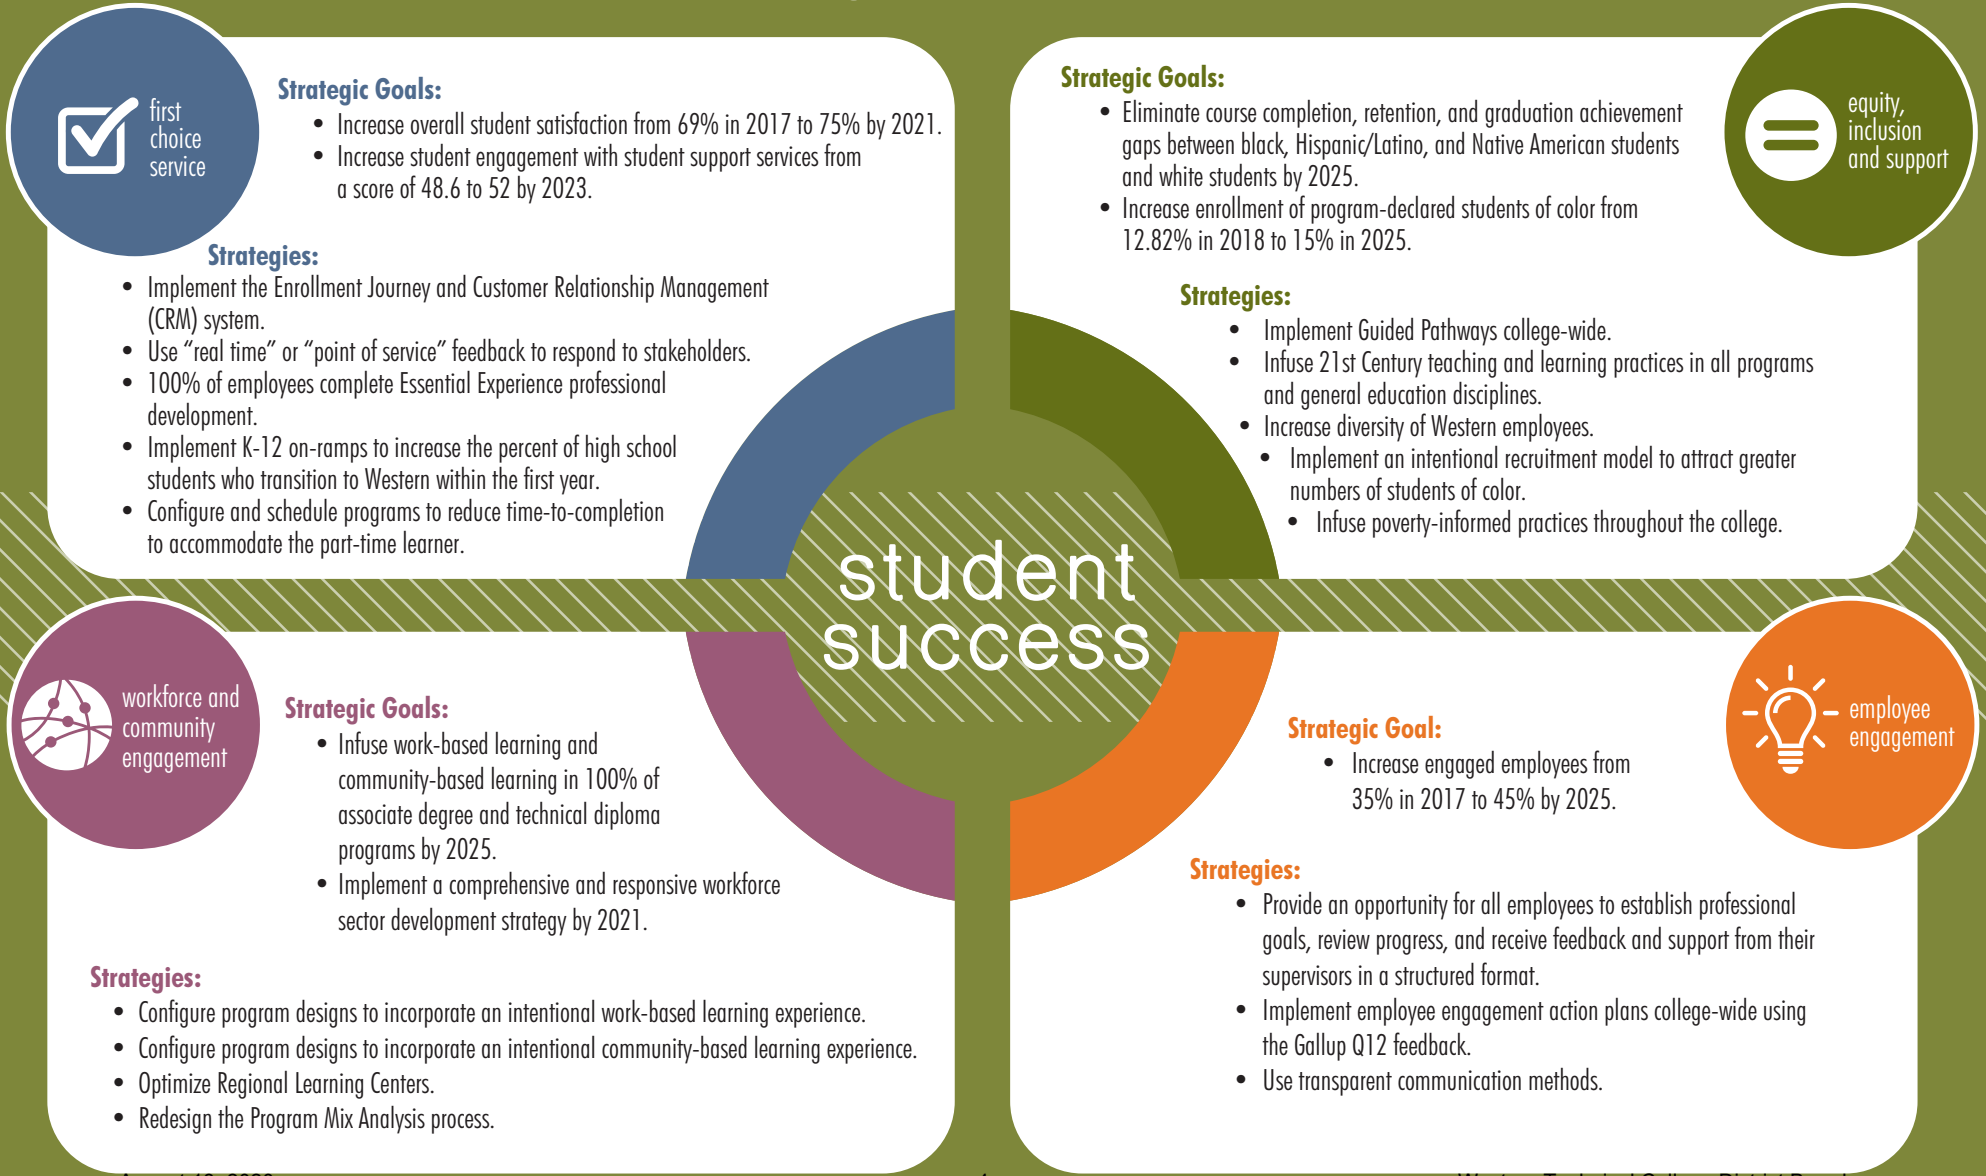 first
choice
service
Strategic Goals:
• Increase overall student satisfaction from 69% in 2017 to 75% by 2021.
• Increase student engagement with student support services from
a score of 48.6 to 52 by 2023.
Strategies:
• Implement the Enrollment Journey and Customer Relationship Management
(CRM) system.
• Use “real time” or “point of service” feedback to respond to stakeholders.
• 100% of employees complete Essential Experience professional
development.
• Implement K-12 on-ramps to increase the percent of high school
students who transition to Western within the first year.
• Configure and schedule programs to reduce time-to-completion
to accommodate the part-time learner.
Strategic Goals:
• Eliminate course completion, retention, and graduation achievement
gaps between black, Hispanic/Latino, and Native American students
and white students by 2025.
• Increase enrollment of program-declared students of color from
12.82% in 2018 to 15% in 2025.
equity,
inclusion
and support
Strategies:
• Implement Guided Pathways college-wide.
• Infuse 21st Century teaching and learning practices in all programs
and general education disciplines.
• Increase diversity of Western employees.
• Implement an intentional recruitment model to attract greater
numbers of students of color.
• Infuse poverty-informed practices throughout the college.
student
success
workforce and
community
engagement
Strategic Goals:
• Infuse work-based learning and
community-based learning in 100% of
associate degree and technical diploma
programs by 2025.
• Implement a comprehensive and responsive workforce
sector development strategy by 2021.
Strategies:
• Configure program designs to incorporate an intentional work-based learning experience.
• Configure program designs to incorporate an intentional community-based learning experience.
• Optimize Regional Learning Centers.
• Redesign the Program Mix Analysis process.
Strategic Goal:
• Increase engaged employees from
35% in 2017 to 45% by 2025.
employee
engagement
Strategies:
• Provide an opportunity for all employees to establish professional
goals, review progress, and receive feedback and support from their
supervisors in a structured format.
• Implement employee engagement action plans college-wide using
the Gallup Q12 feedback.
• Use transparent communication methods.